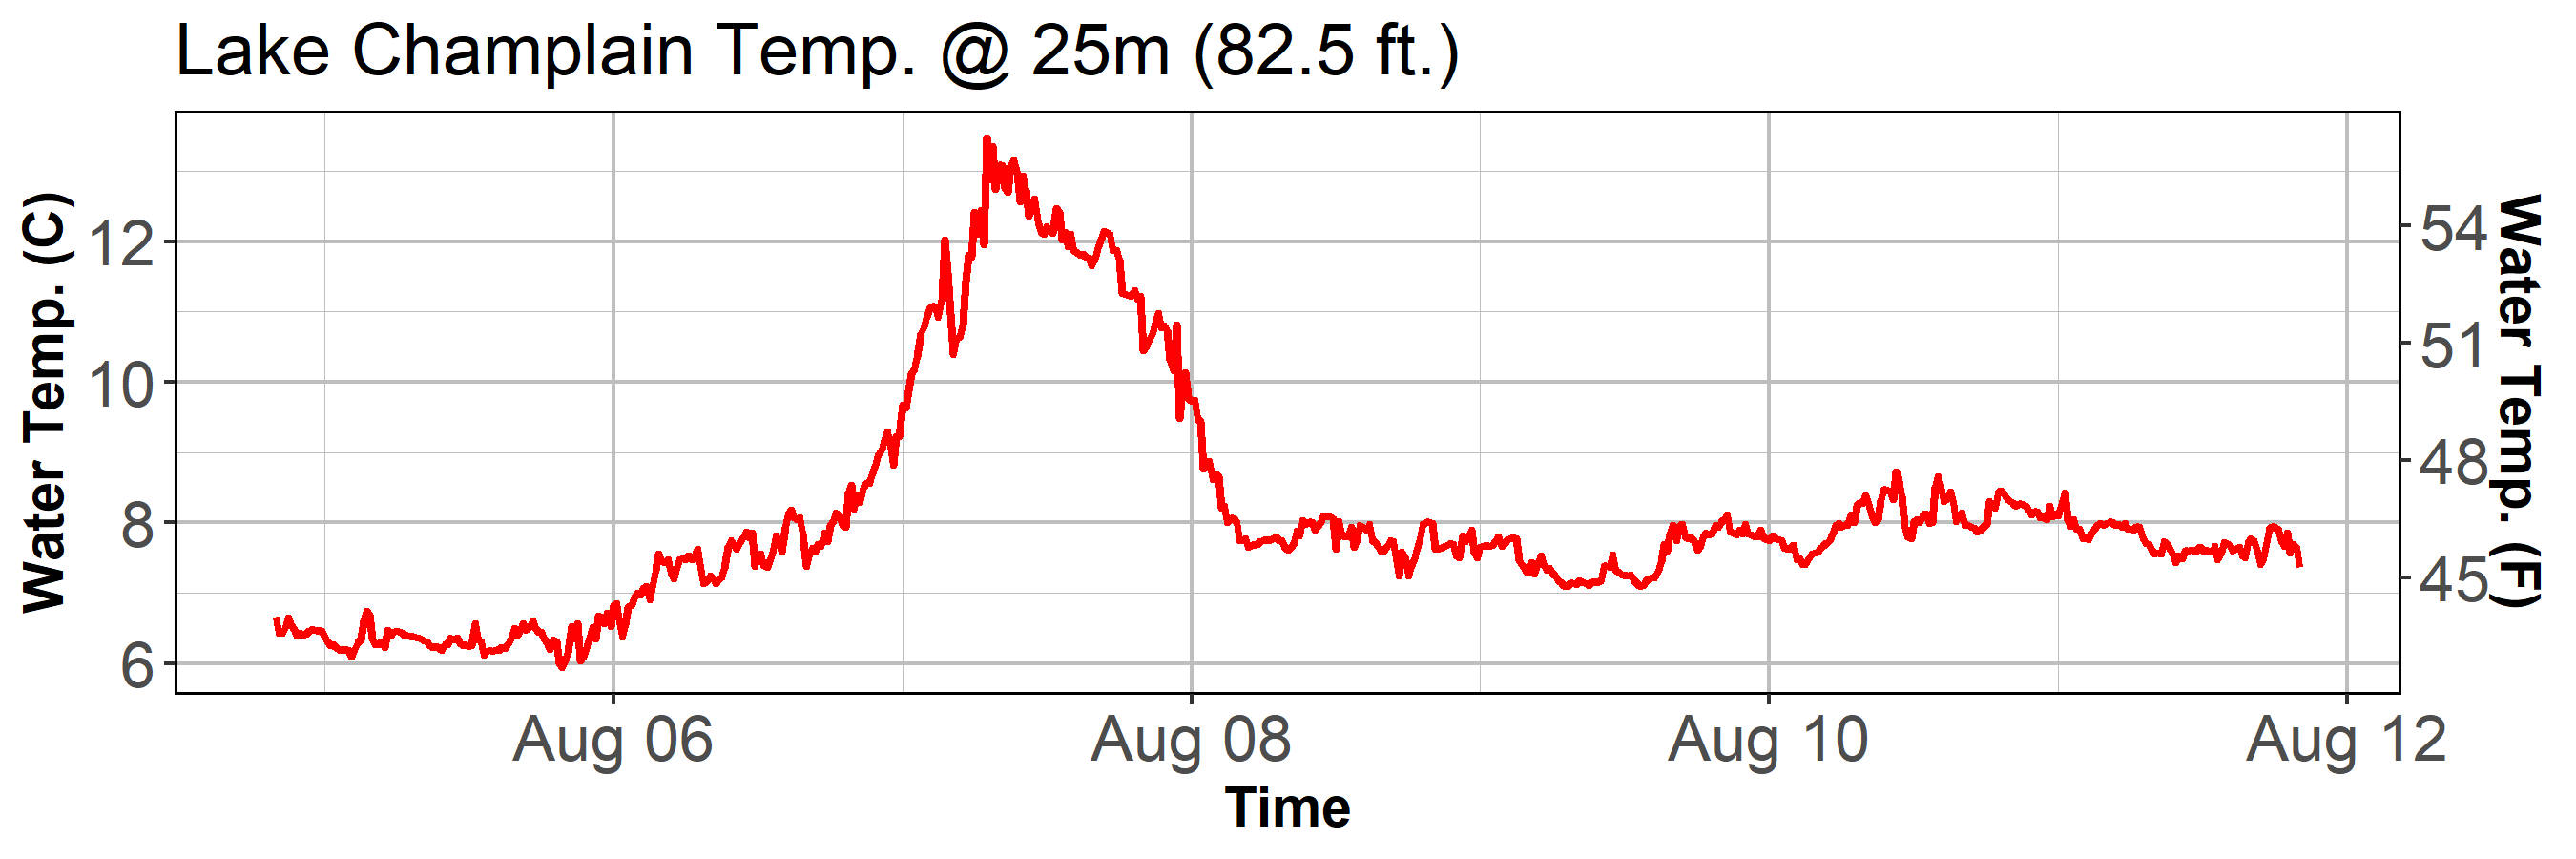 Lake Champlain Temp. @ 25m (82.5 ft.)
Water Temp. (C)
12
10
8
6
54
51
48
45
Water Temp. (F)
Aug 06
Aug 08
Aug 10
Aug 12
Time